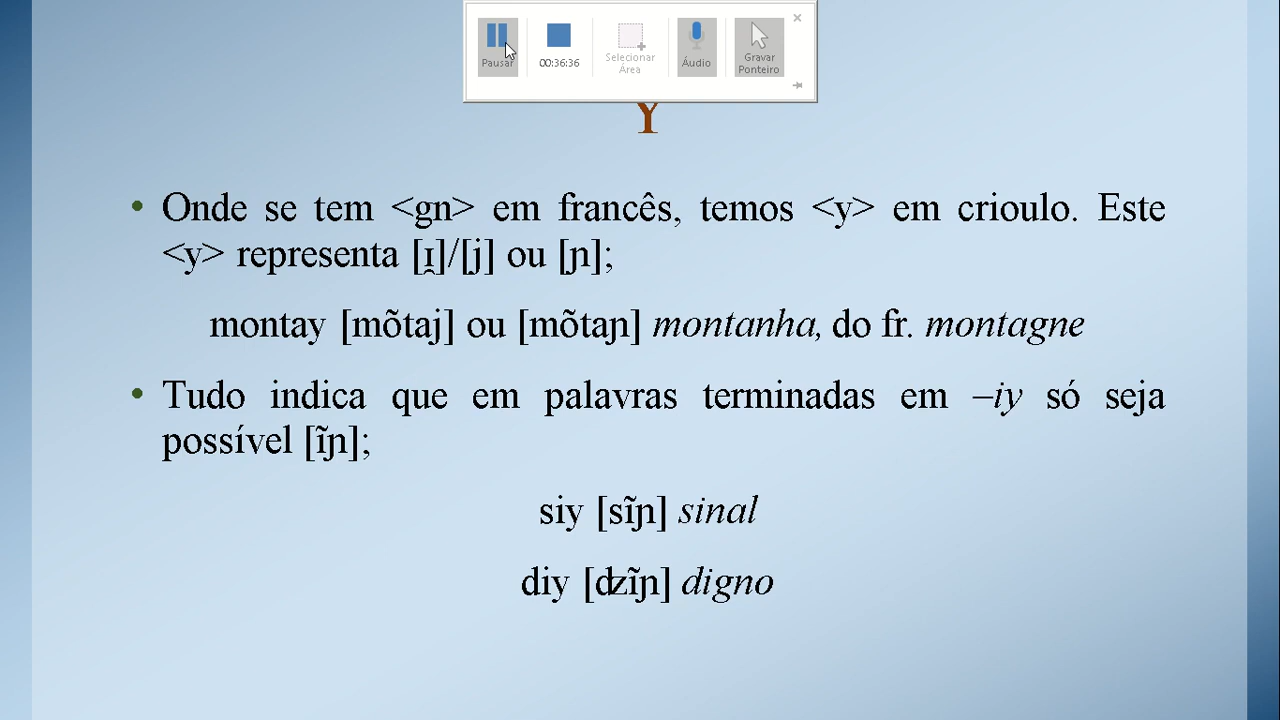 Pausar
00:36:36
Selecionar
Área
Áudio
Gravar
Ponteiro
Y
• Onde se tem <gn> em francês, temos <y> em crioulo. Este
<y> representa [ɪ̯]/[j] ou [ɲ];
montay [mõtaj] ou [mõtaɲ] montanha, do fr. montagne
• Tudo indica que em palavras terminadas em –iy só seja
possível [ĩɲ];
siy [sĩɲ] sinal
diy [ʣĩɲ] digno